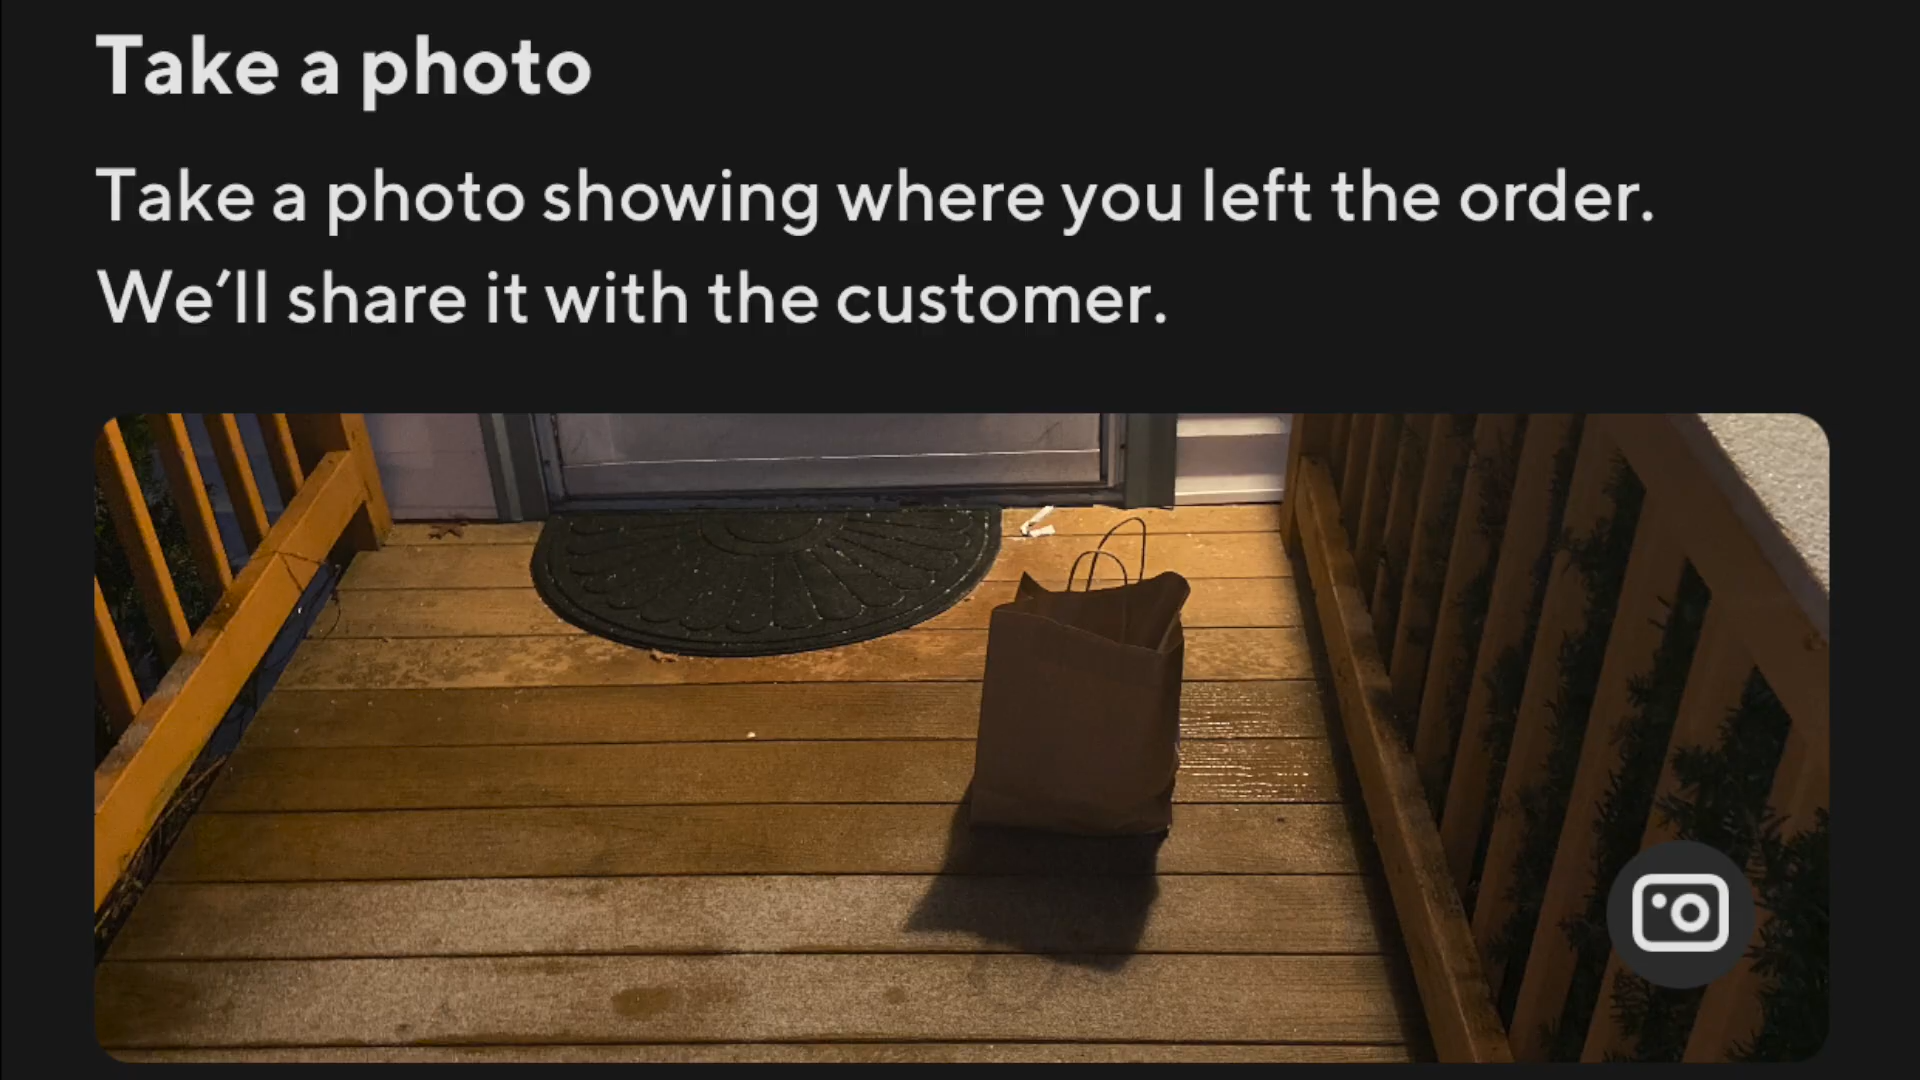 Take a photo
Take a photo showing where you left the order.
We’ll share it with the customer.